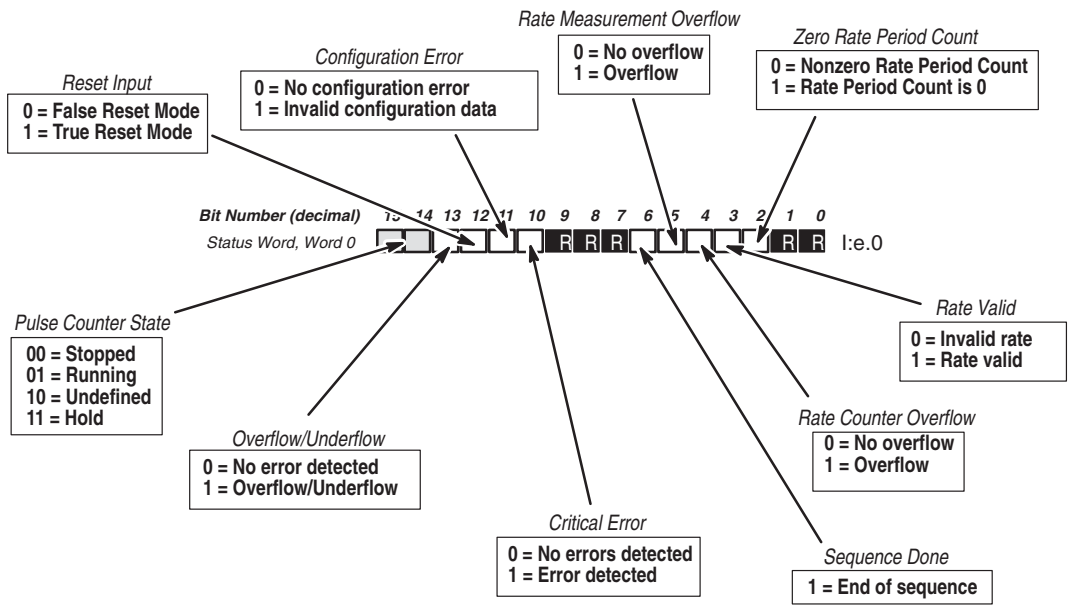 Rate Measurement Overflow
0 = No overflow
1 = Overflow
Zero Rate Period Count
0 = Nonzero Rate Period Count
1 = Rate Period Count is 0
Configuration Error
0 = No configuration error
1 = Invalid configuration data
Reset Input
0 = False Reset Mode
1 = True Reset Mode
Bit Number (decimal) 15 14 13 12 11 10 9 8 7 6 5 4 3 2 1 0
Status Word, Word 0 R R R R R I:e.0
Pulse Counter State
00 = Stopped
01 = Running
10 = Undefined
11 = Hold
Rate Valid
0 = Invalid rate
1 = Rate valid
Overflow/Underflow
0 = No error detected
1 = Overflow/Underflow
Rate Counter Overflow
0 = No overflow
1 = Overflow
Critical Error
0 = No errors detected
1 = Error detected
Sequence Done
1 = End of sequence